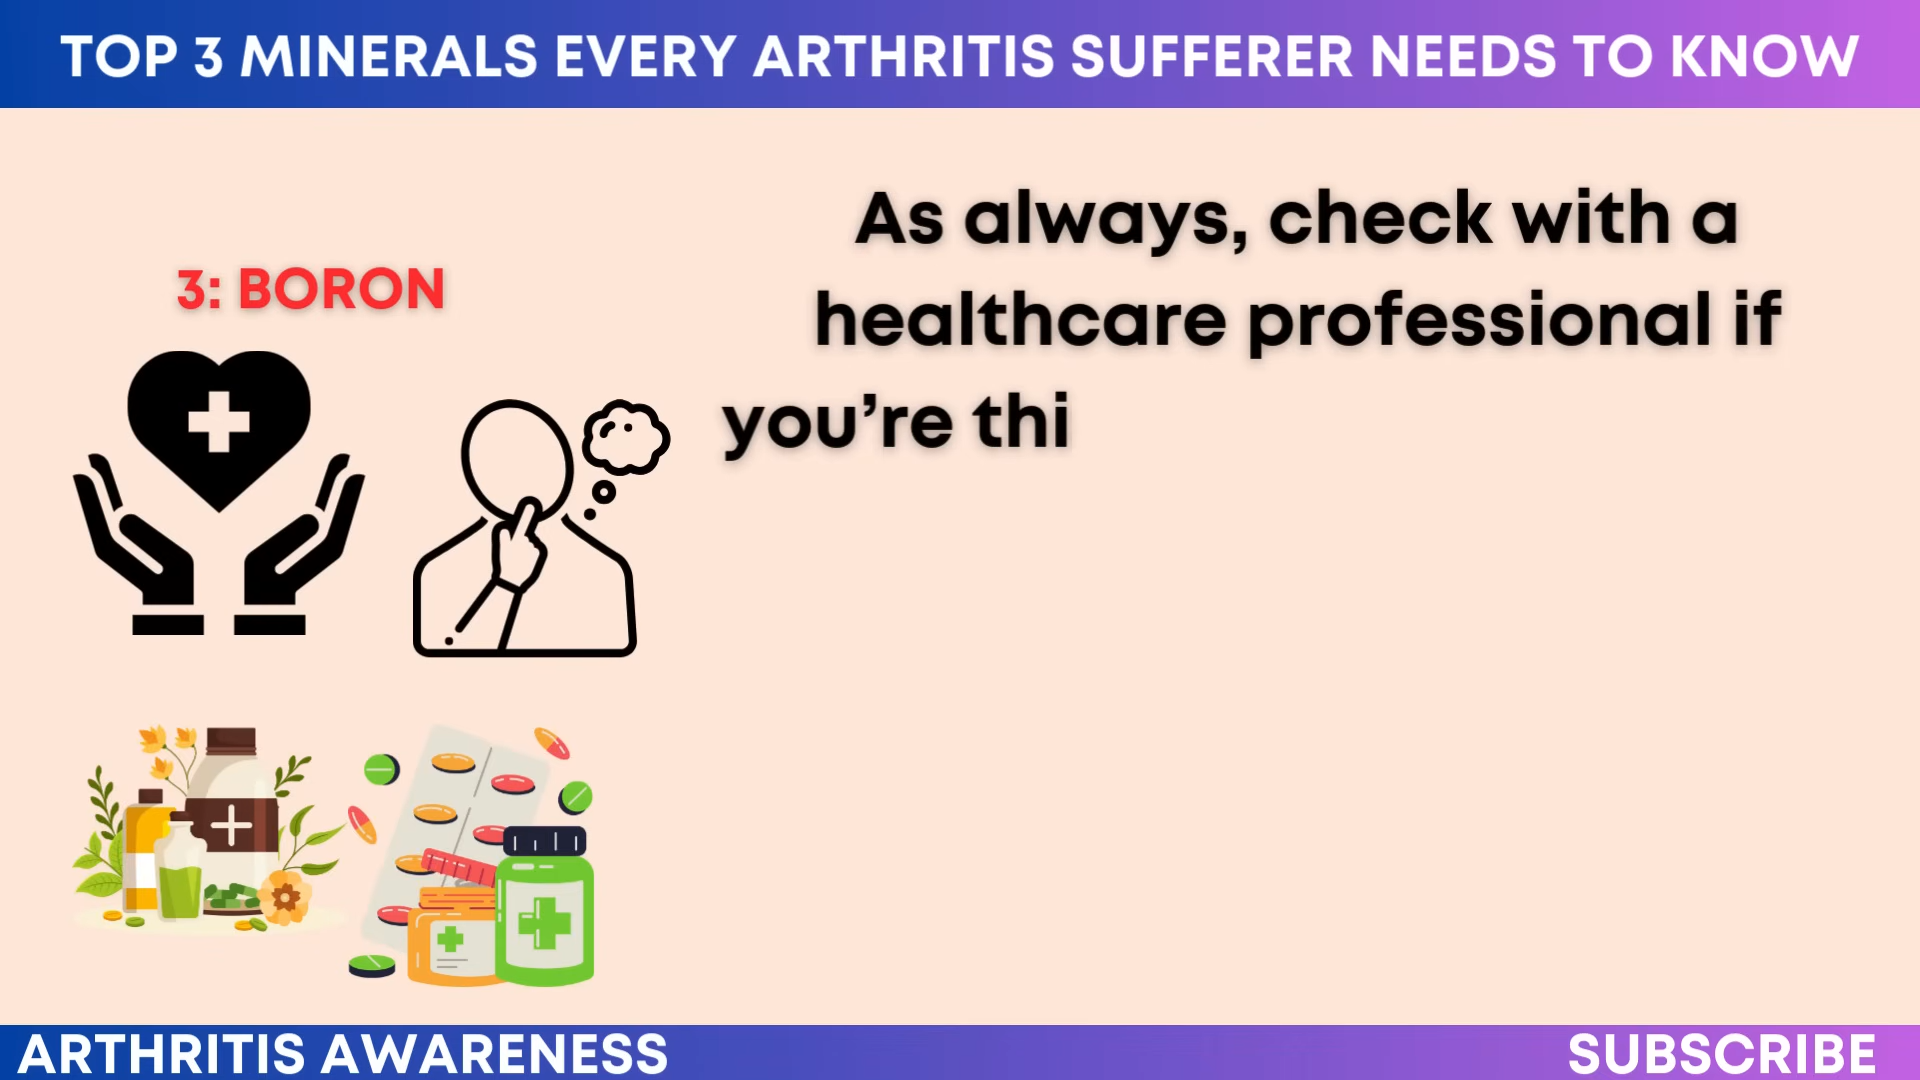 TOP 3 MINERALS EVERY ARTHRITIS SUFFERER NEEDS TO KNOW
3: BORON
As always, check with a
healthcare professional if
you’re thi
ARTHRITIS AWARENESS
SUBSCRIBE